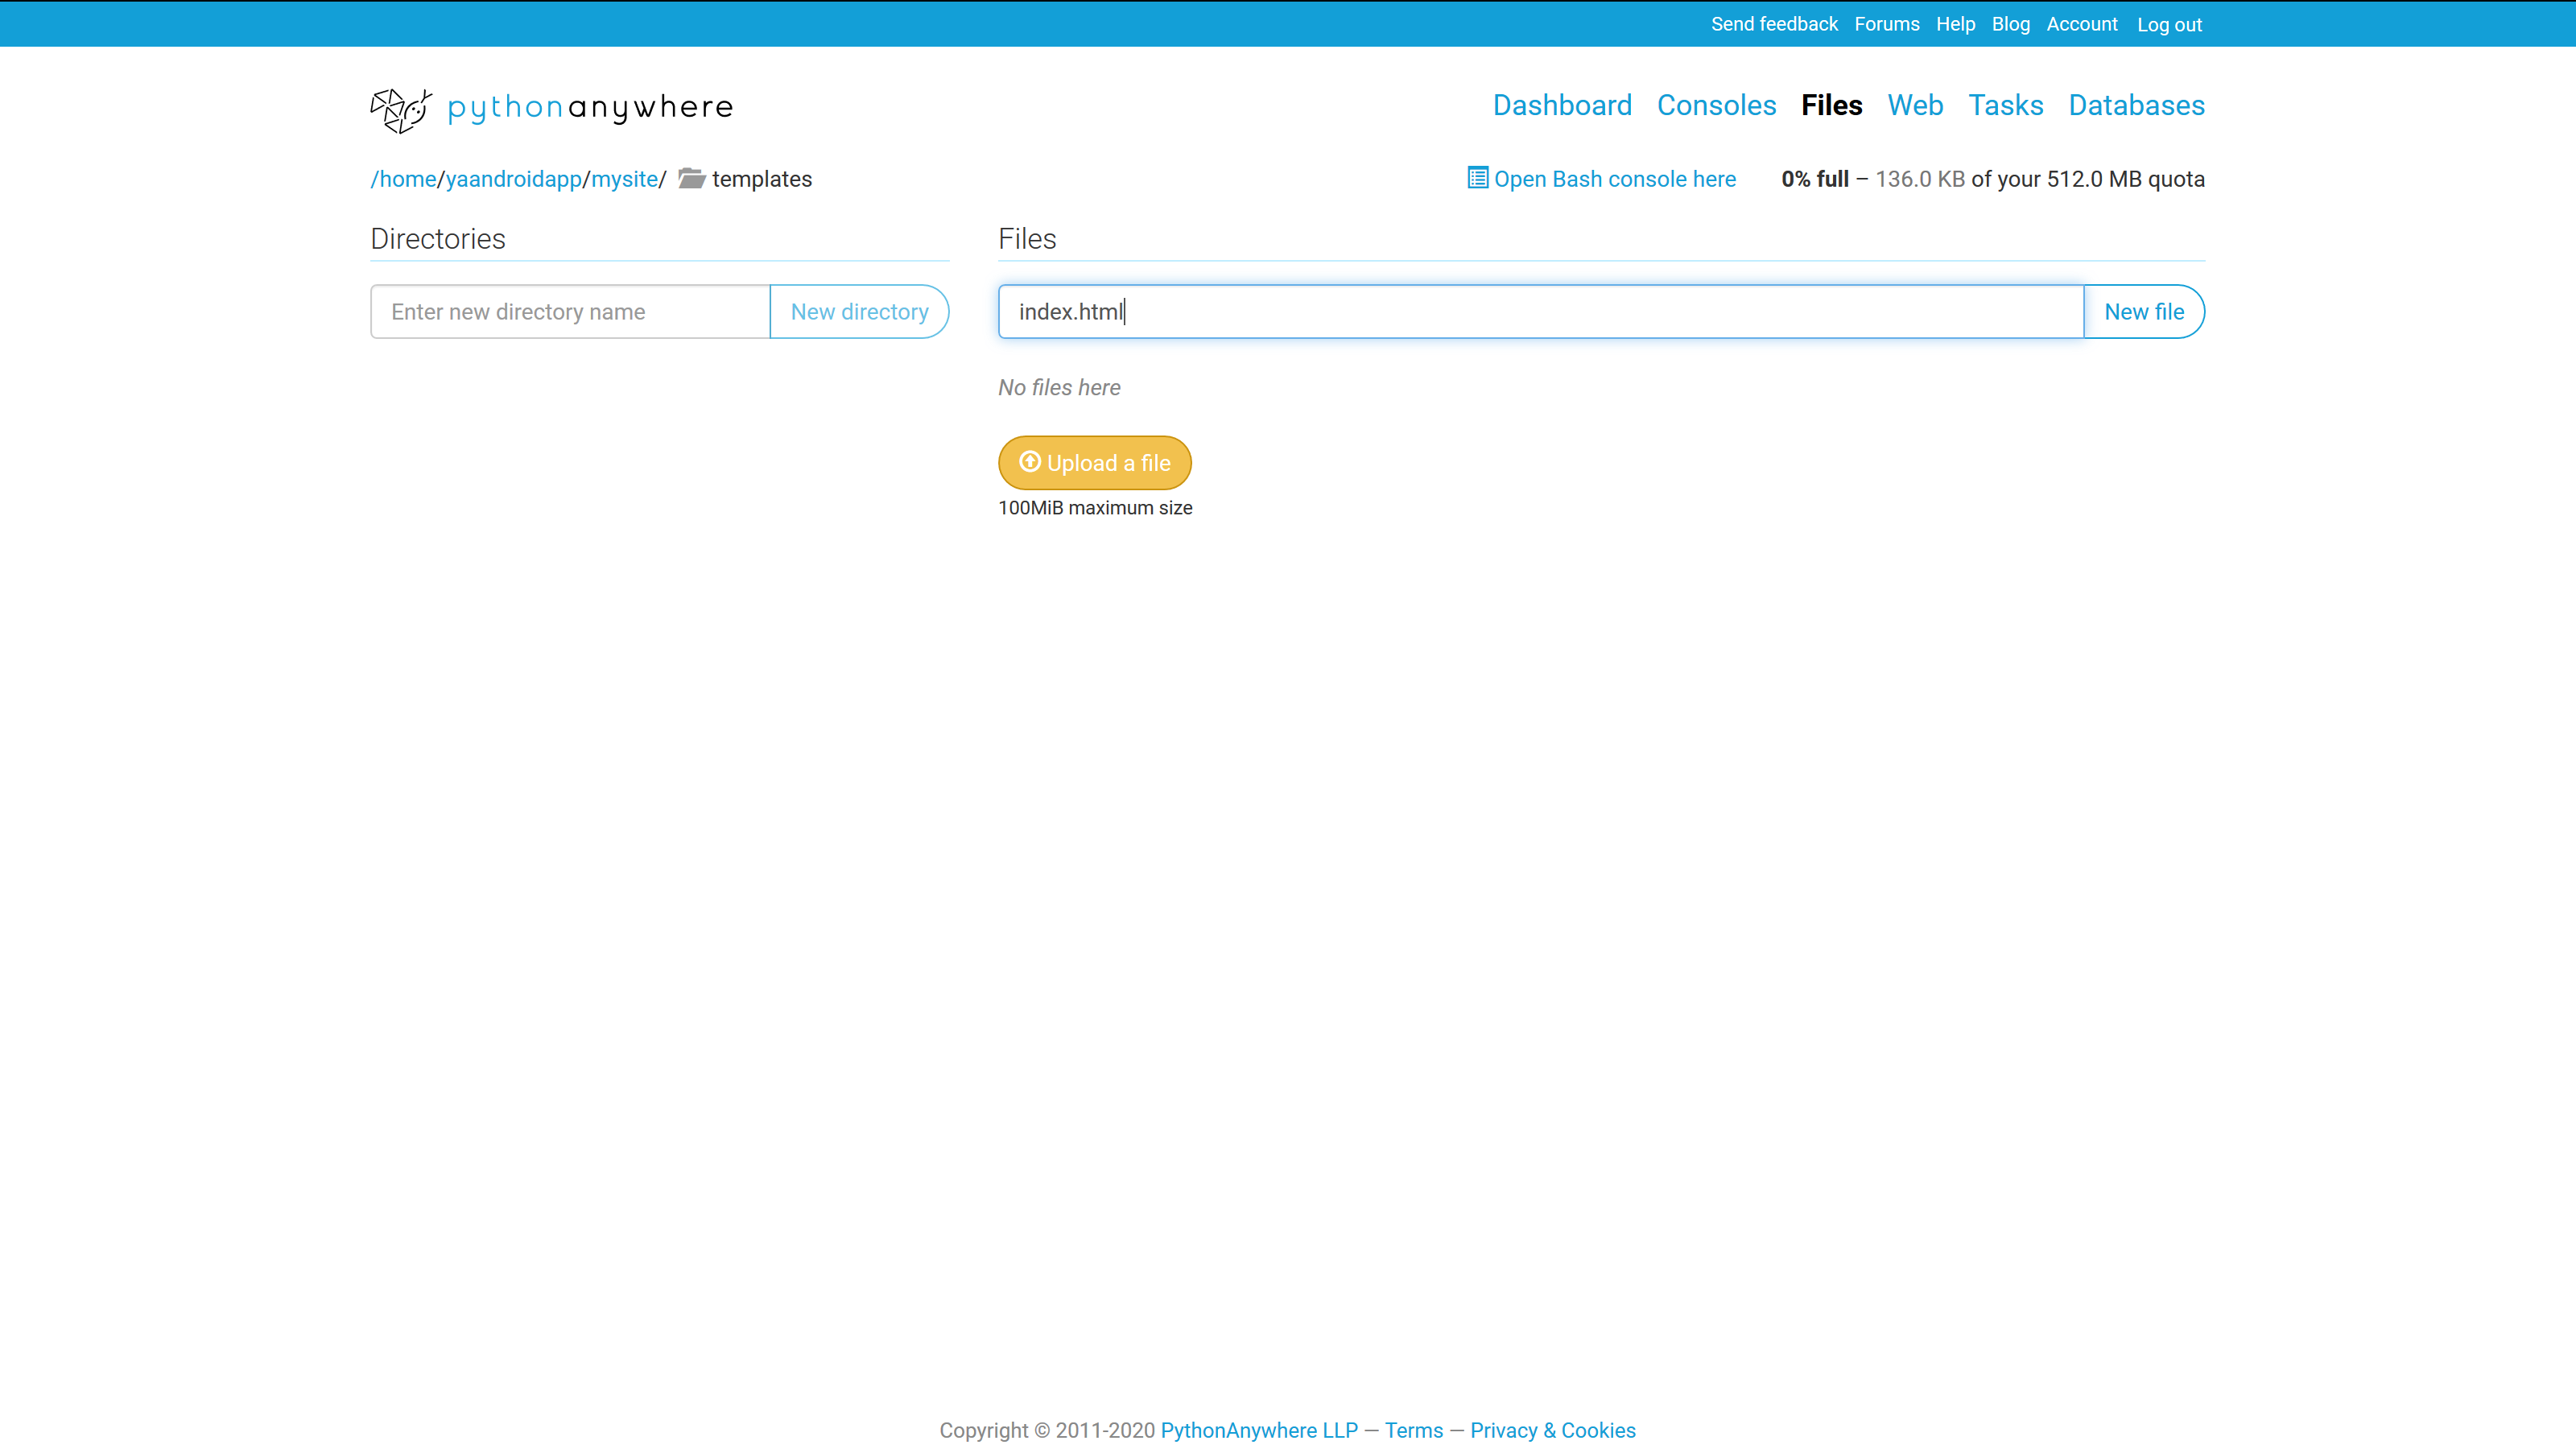 Send feedback Forums Help Blog Account Log out
pythonanywhere
Dashboard Consoles Files Web Tasks Databases
/home/yaandroidapp/mysite/ templates
Open Bash console here 0% full – 136.0 KB of your 512.0 MB quota
Directories
Files
Enter new directory name New directory
index.html New file
No files here
Upload a file
100MiB maximum size
Copyright © 2011-2020 PythonAnywhere LLP — Terms — Privacy & Cookies